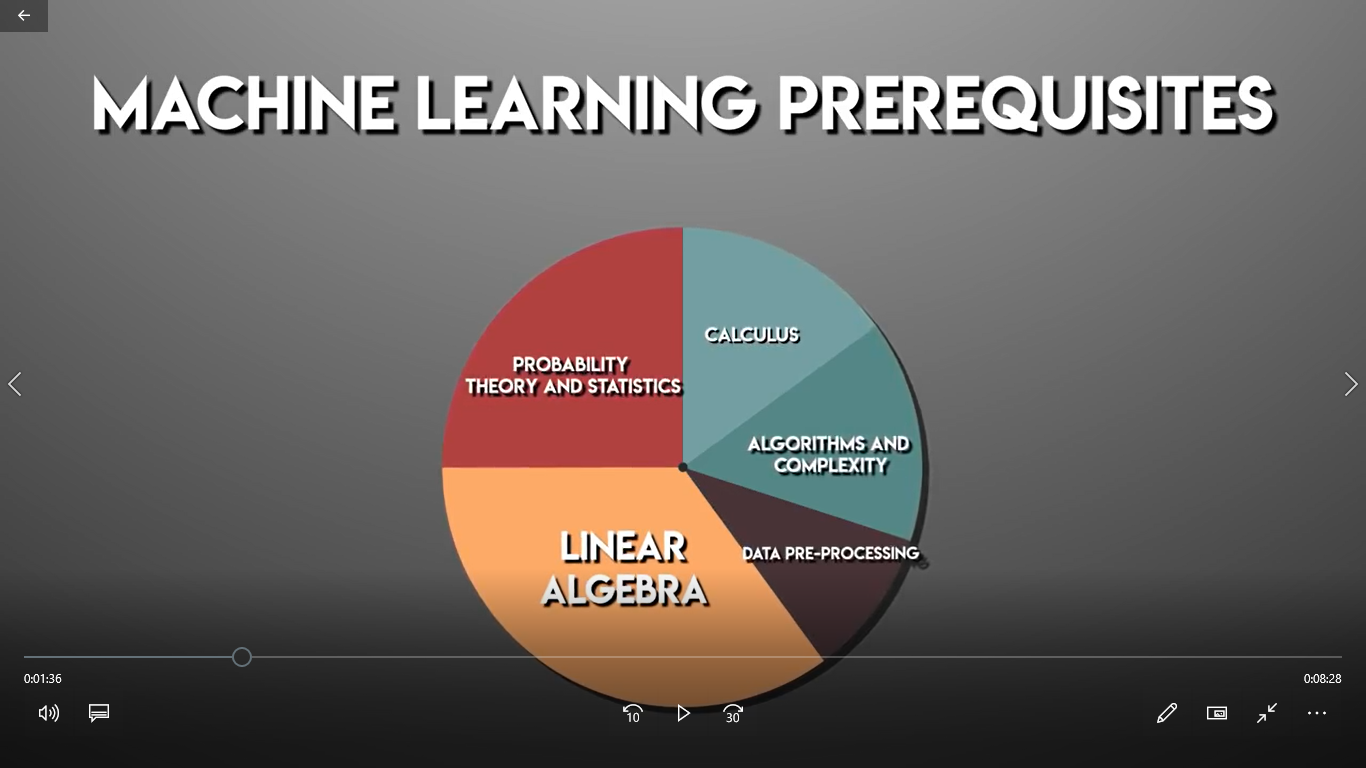 MACHINE LEARNING PREREQUISITES
CALCULUS
PROBABILITY
THEORY AND STATISTICS
ALGORITHMS AND
COMPLEXITY
LINEAR
ALGEBRA
DATA PRE-PROCESSING
0:01:36
0:08:28
10
30